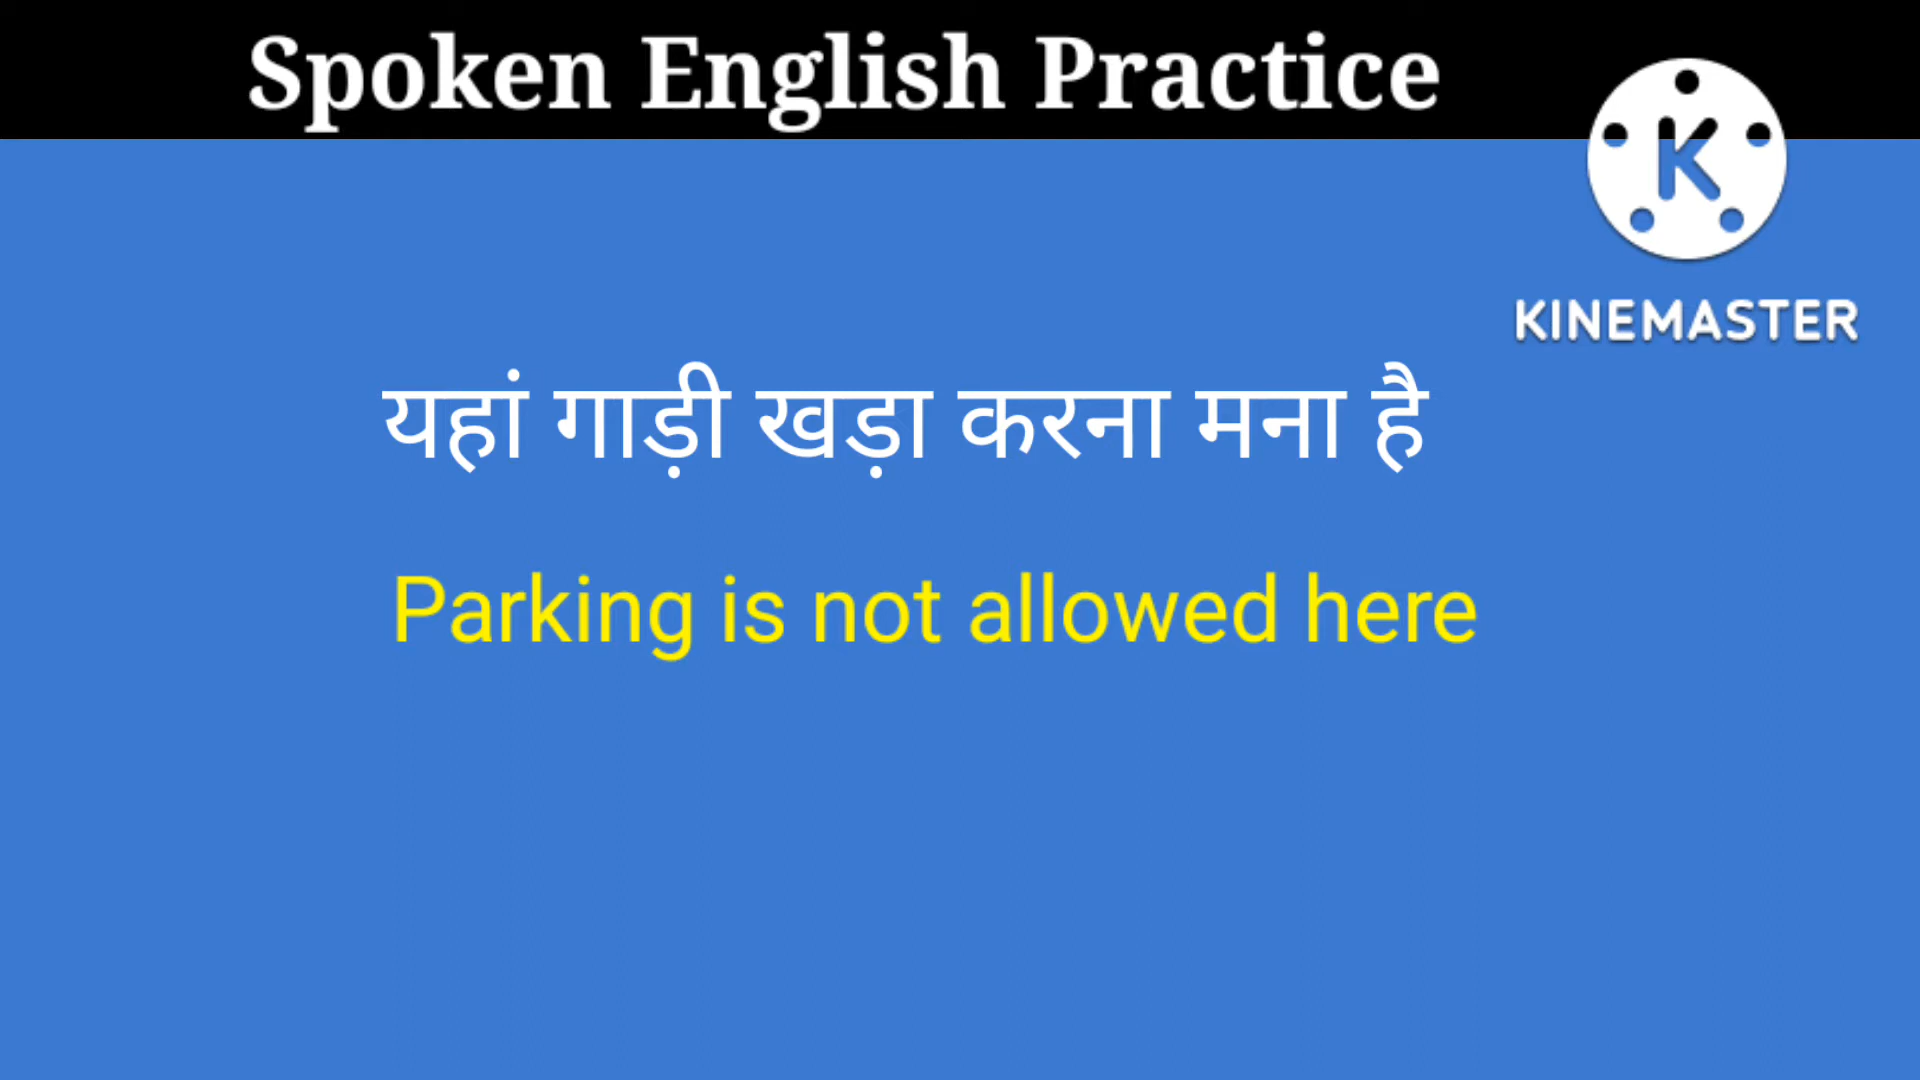 Spoken English Practice
K
KINEMASTER
यहां गाड़ी खड़ा करना मना है
Parking is not allowed here